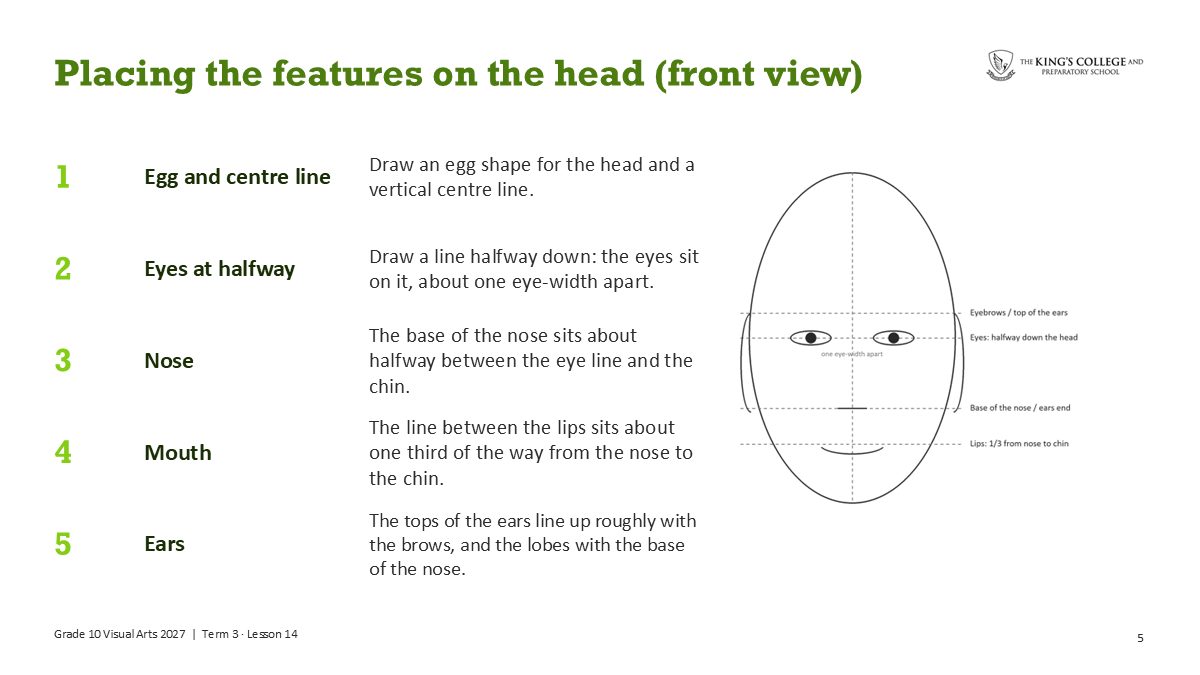 Placing the features on the head (front view)
THE KING'S COLLEGE AND
PREPARATORY SCHOOL
1
Egg and centre line
Draw an egg shape for the head and a
vertical centre line.
2
Eyes at halfway
Draw a line halfway down: the eyes sit
on it, about one eye-width apart.
3
Nose
The base of the nose sits about
halfway between the eye line and the
chin.
4
Mouth
The line between the lips sits about
one third of the way from the nose to
the chin.
5
Ears
The tops of the ears line up roughly with
the brows, and the lobes with the base
of the nose.
Eyebrows / top of the ears
Eyes: halfway down the head
one eye-width apart
Base of the nose / ears end
Lips: 1/3 from nose to chin
Grade 10 Visual Arts 2027 | Term 3 · Lesson 14
5